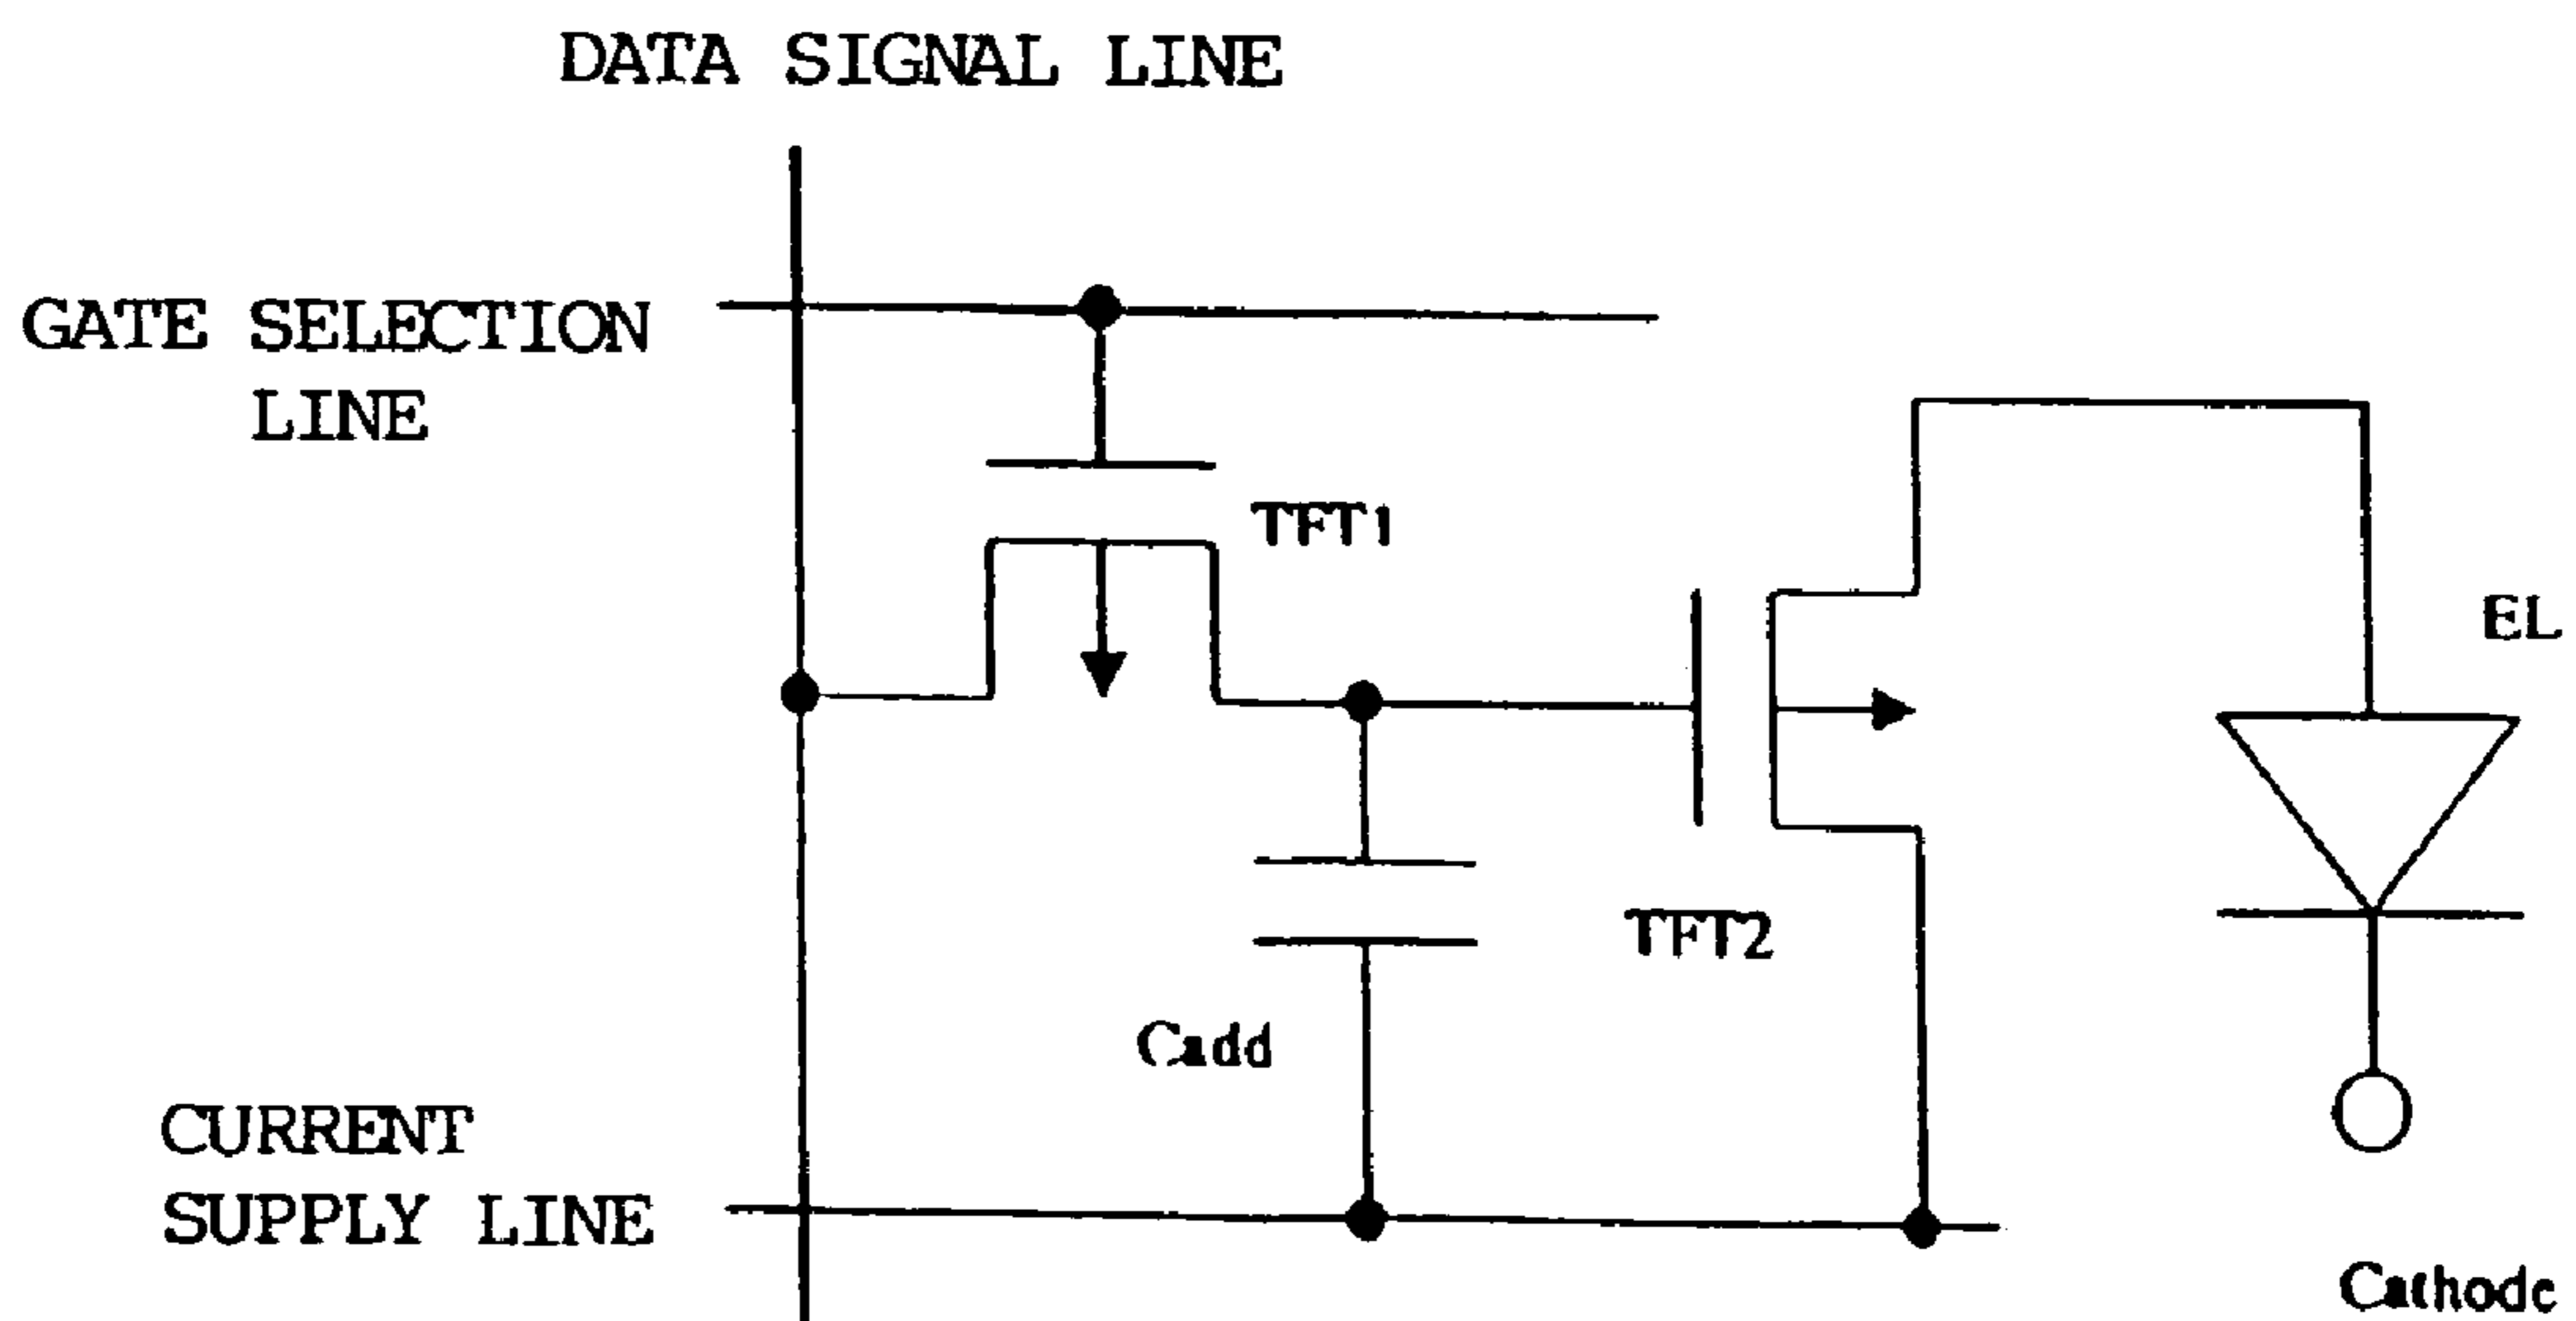 DATA SIGNAL LINE
GATE SELECTION
LINE
TFT1
EL
TFT2
Cadd
CURRENT
SUPPLY LINE
Cathode